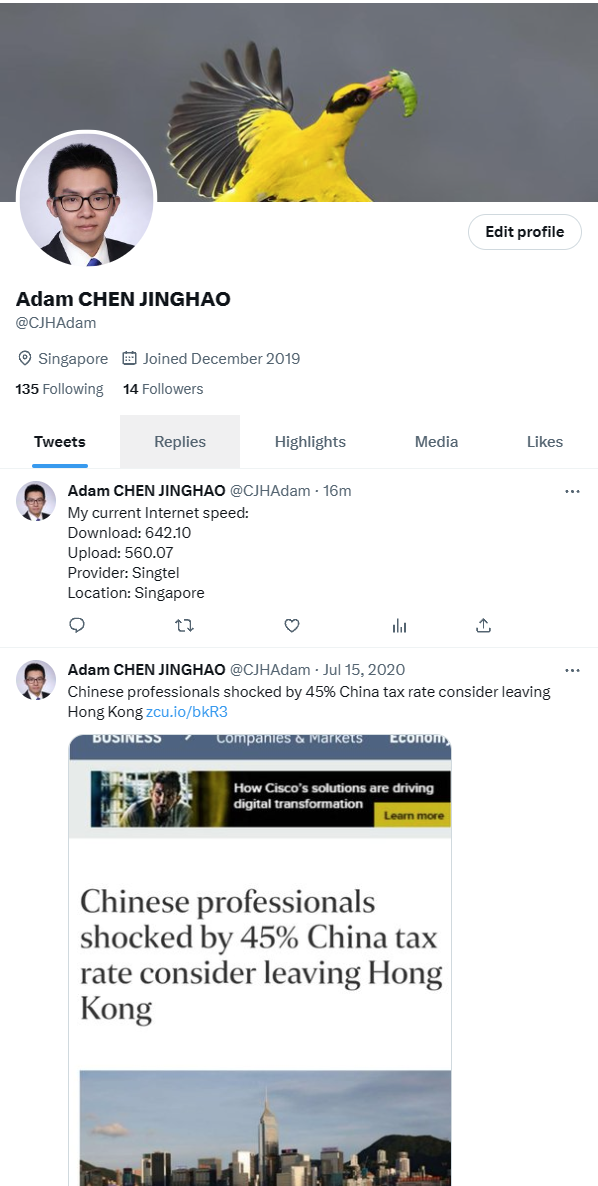 Edit profile
Adam CHEN JINGHAO
@CJHAdam
Singapore Joined December 2019
135 Following 14 Followers
Tweets Replies Highlights Media Likes
Adam CHEN JINGHAO @CJHAdam · 16m
My current Internet speed:
Download: 642.10
Upload: 560.07
Provider: Singtel
Location: Singapore
Adam CHEN JINGHAO @CJHAdam · Jul 15, 2020
Chinese professionals shocked by 45% China tax rate consider leaving
Hong Kong zcu.io/bkR3
BUSINESS Companies & Markets Economy
How Cisco's solutions are driving
digital transformation
Learn more
Chinese professionals
shocked by 45% China tax
rate consider leaving Hong
Kong